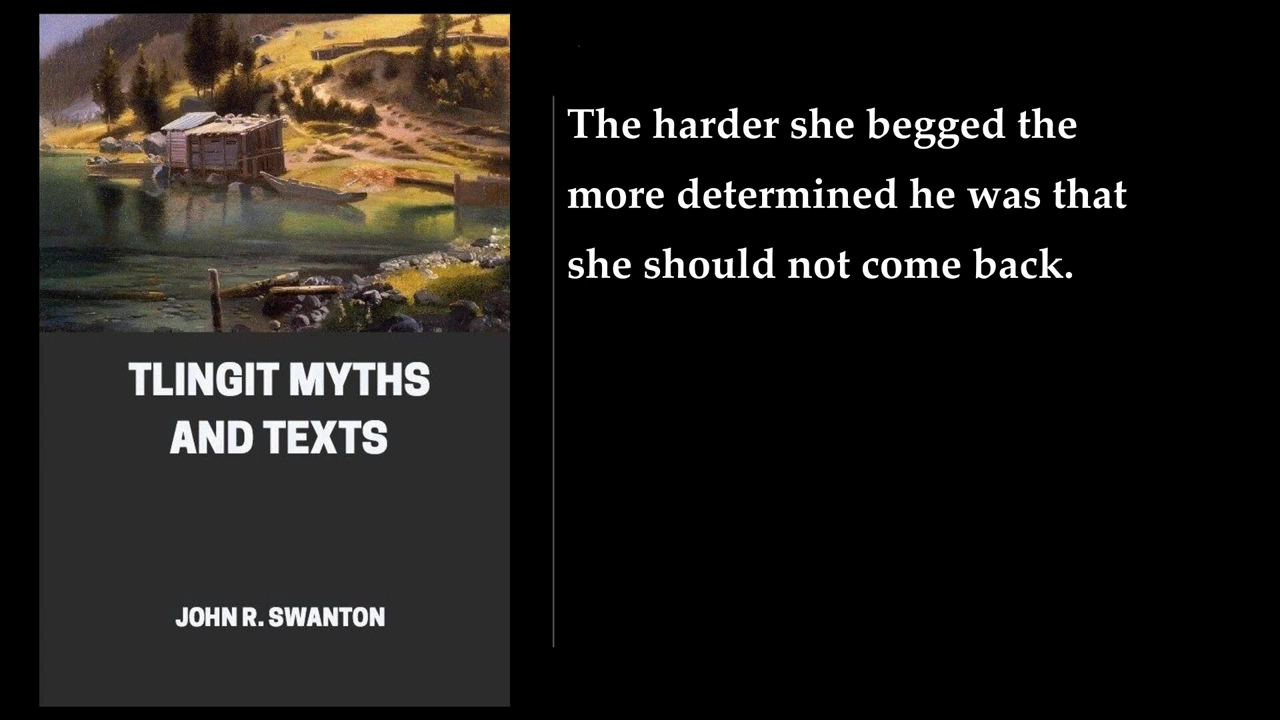 TLINGIT MYTHS
AND TEXTS
JOHN R. SWANTON
The harder she begged the
more determined he was that
she should not come back.